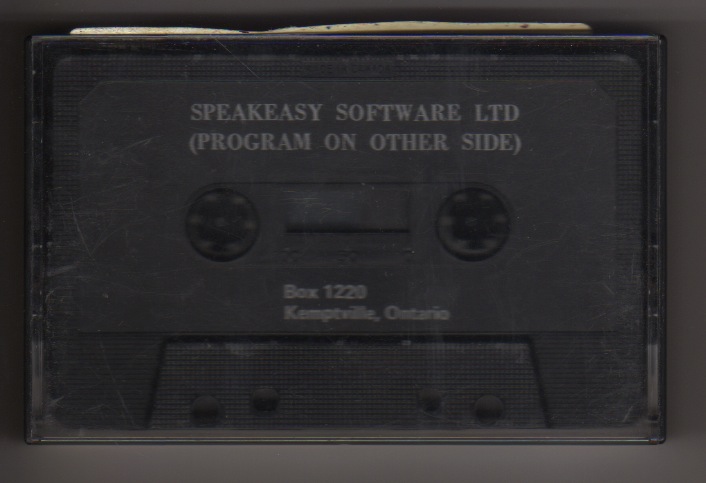 SPEAKEASY SOFTWARE LTD
(PROGRAM ON OTHER SIDE)
Box 1220
Kemptville, Ontario